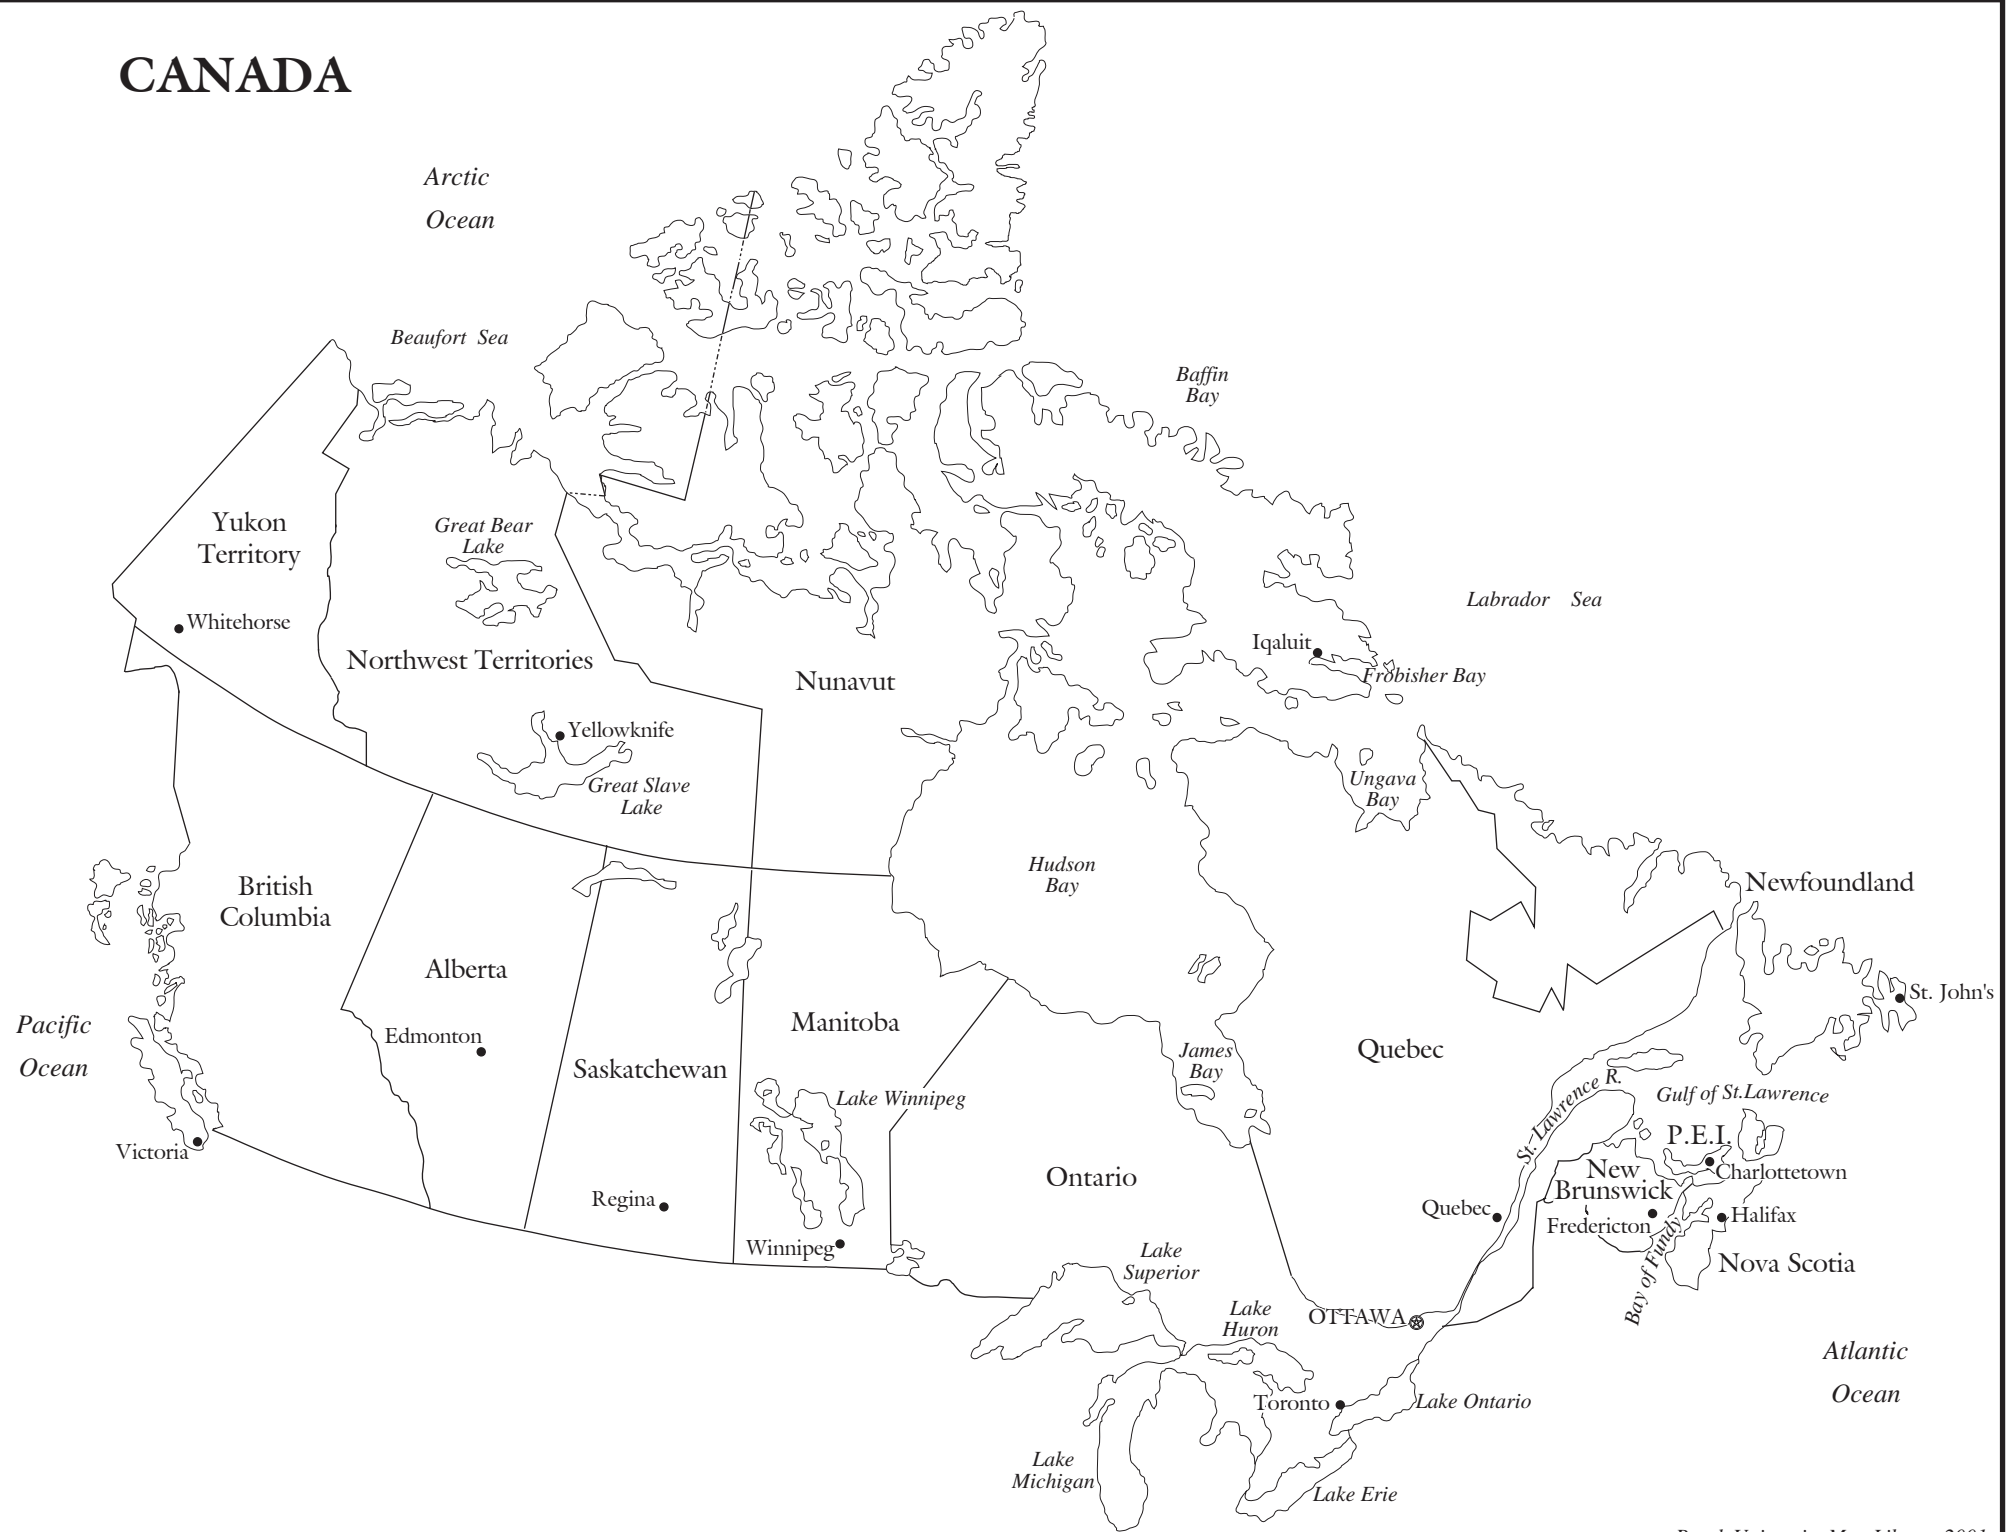 CANADA
Arctic
Ocean
Beaufort Sea
Baffin
Bay
Yukon
Territory
Great Bear
Lake
Labrador Sea
Whitehorse
Iqaluit
Northwest Territories
Nunavut
Frobisher Bay
Yellowknife
Great Slave
Lake
Ungava
Bay
Hudson
Bay
British
Columbia
Newfoundland
Alberta
St. John's
Pacific
Ocean
Edmonton
Manitoba
Quebec
Saskatchewan
James
Bay
Lake Winnipeg
St. Lawrence R.
Gulf of St.Lawrence
P.E.I.
Victoria
Ontario
New
Brunswick
Charlottetown
Regina
Quebec
Fredericton
Halifax
Winnipeg
Lake
Superior
Bay of Fundy
Nova Scotia
Lake
Huron
OTTAWA
Atlantic
Ocean
Toronto
Lake Ontario
Lake
Michigan
Lake Erie